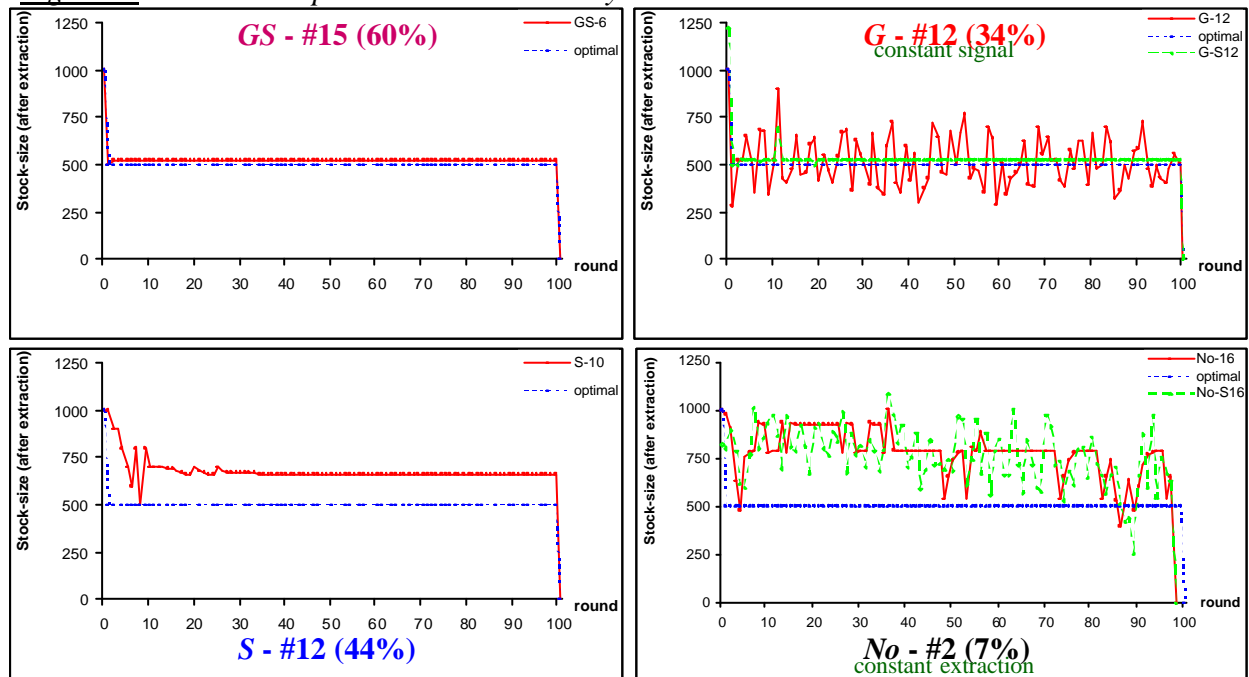 GS - #15 (60%)
GS-6
optimal
Stock-size (after extraction)
1250
1000
750
500
250
0
0 10 20 30 40 50 60 70 80 90 100
round
G - #12 (34%)
constant signal
G-12
optimal
G-S12
Stock-size (after extraction)
1250
1000
750
500
250
0
0 10 20 30 40 50 60 70 80 90 100
round
S-10
optimal
Stock-size (after extraction)
1250
1000
750
500
250
0
0 10 20 30 40 50 60 70 80 90 100
round
S - #12 (44%)
No-16
optimal
No-S16
Stock-size (after extraction)
1250
1000
750
500
250
0
0 10 20 30 40 50 60 70 80 90 100
round
No - #2 (7%)
constant extraction